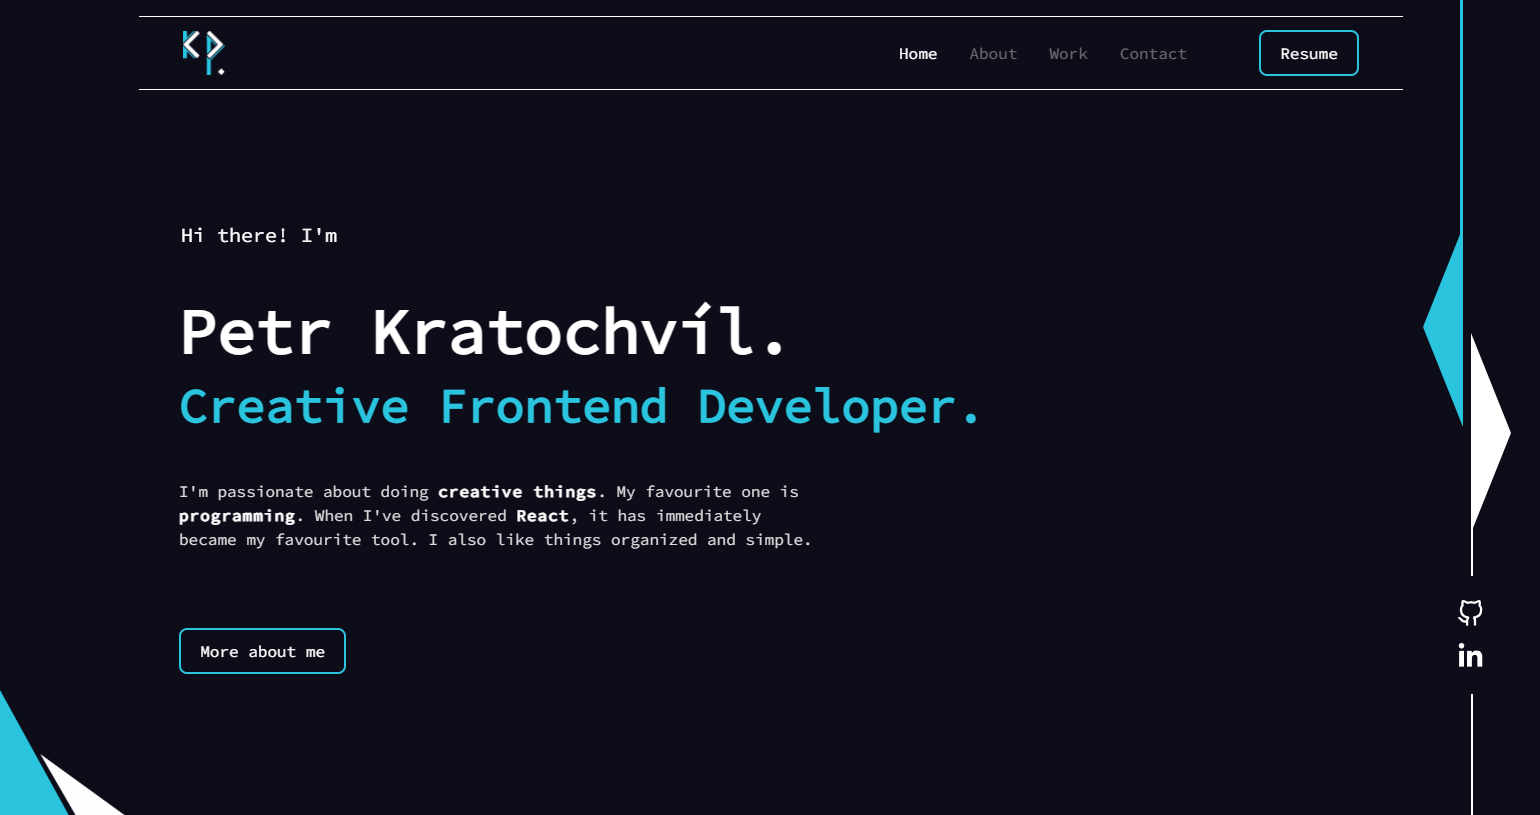 KP.
Home About Work Contact Resume
Hi there! I'm
Petr Kratochvíl.
Creative Frontend Developer.
I'm passionate about doing creative things. My favourite one is
programming. When I've discovered React, it has immediately
became my favourite tool. I also like things organized and simple.
More about me
in